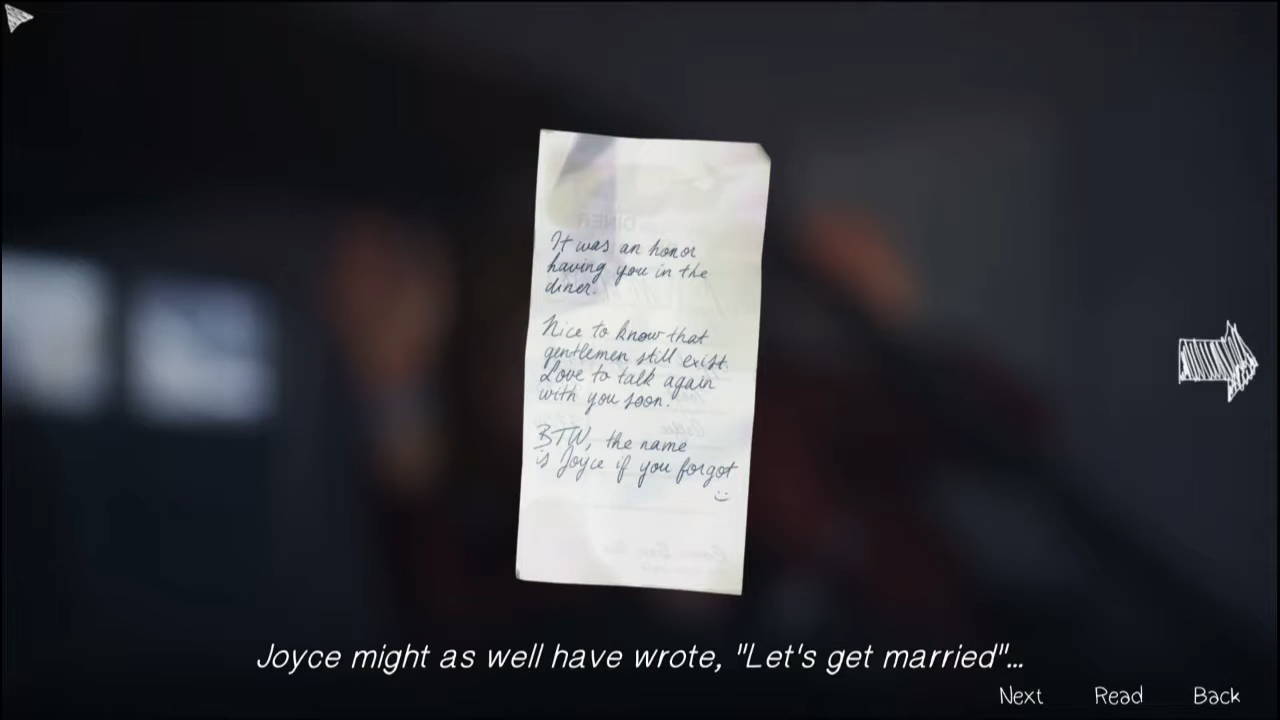 DINER
It was an honor
having you in the
diner.
Nice to know that
gentlemen still exist.
Love to talk again
with you soon.
BTW, the name
is Joyce if you forgot
:)
Joyce might as well have wrote, "Let's get married"...
Next Read Back